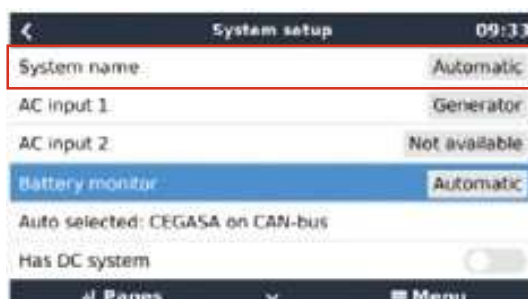 System setup 09:33
System name Automatic
AC input 1 Generator
AC input 2 Not available
Battery monitor Automatic
Auto selected: CEGASA on CAN-bus
Has DC system
Pages Menu